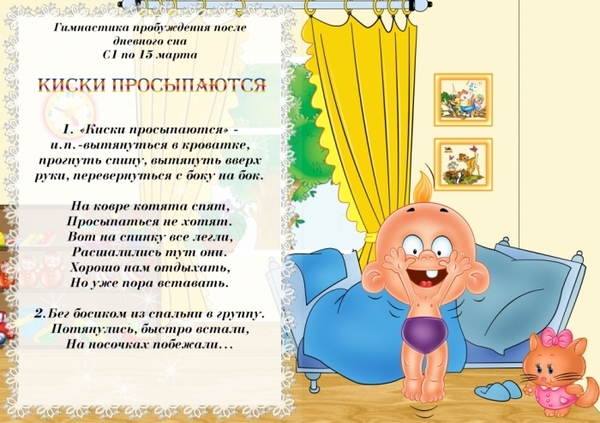 Гимнастика пробуждения после
дневного сна
С1 по 15 марта
КИСКИ ПРОСЫПАЮТСЯ
1. «Киски просыпаются» -
и.п.-вытянуться в кроватке,
прогнуть спину, вытянуть вверх
руки, перевернуться с боку на бок.
На ковре котята спят,
Просыпаться не хотят.
Вот на спинку все легли,
Расшалились тут они.
Хорошо нам отдыхать,
Но уже пора вставать.
2. Бег босиком из спальни в группу.
Потянулись, быстро встали,
На носочках побежали...